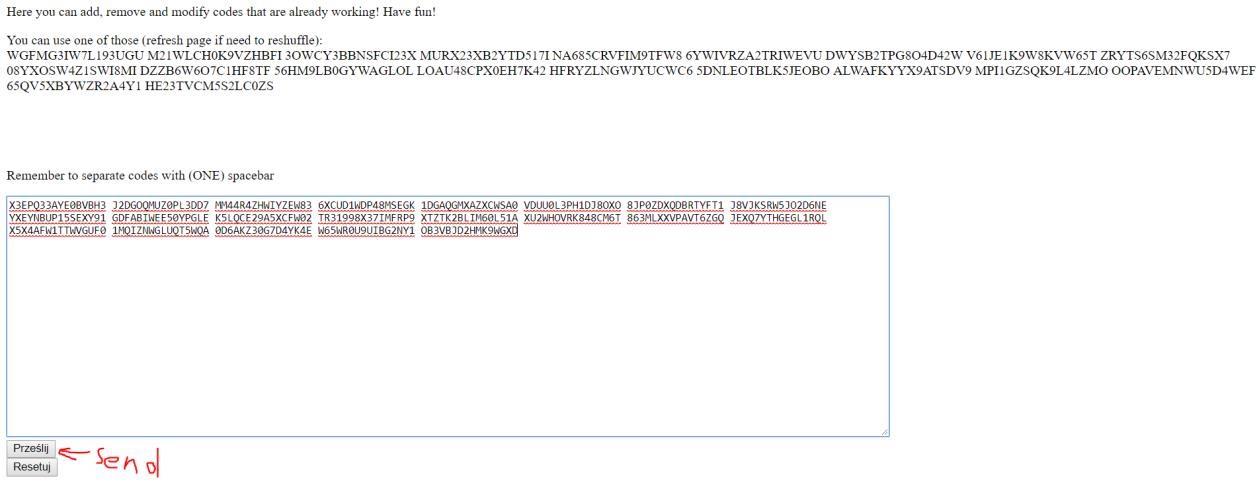 Here you can add, remove and modify codes that are already working! Have fun!
You can use one of those (refresh page if need to reshuffle):
WGFMG3IW7L193UGU M21WLCH0K9VZHBFI 3OWCY3BBNSFCI23X MURX23XB2YTD517I NA685CRVFIM9TFW8 6YWIVRZA2TRIWEVU DWYSB2TPG8O4D42W V61JE1K9W8KVW65T ZRYTS6SM32FQKSX7
08YXOSW4Z1SWI8MI DZZB6W6O7C1HF8TF 56HM9LB0GYWAGLOL LOAU48CPX0EH7K42 HFRYZLNGWJYUCWC6 5DNLEOTBLK5JEOBO ALWAFKYYX9ATSDV9 MPI1GZSQK9L4LZMO OOPAVEMNWU5D4WEF
65QV5XBYWZR2A4Y1 HE23TVCM5S2LC0ZS
Remember to separate codes with (ONE) spacebar
X3EPQ33AYE0BVBH3 J2DGOQMUZ0PL3DD7 MM44R4ZHWIYZEW83 6XCUD1WDP48MSEGK 1DGAQGMXAZXCWSA0 VDUU0L3PH1DJ8OXO 8JP0ZDXQDBRTYFT1 J8VJKSRW5JO2D6NE
YXEYNBUP15SEXY91 GDFABIWEE50YPGLE K5LQCE29A5XCFW02 TR31998X37IMFRP9 XTZTK2BLIM60L51A XU2WHOVRK848CM6T 863MLXXVPAVT6ZGQ JEXQ7YTHGEGL1RQL
X5X4AFW1TTWVGUF0 1MQIZNWGLUQT5WQA 0D6AKZ30G7D4YK4E W65WR0U9UIBG2NY1 OB3VBJD2HMK9WGXD
Prześlij
send
Resetuj